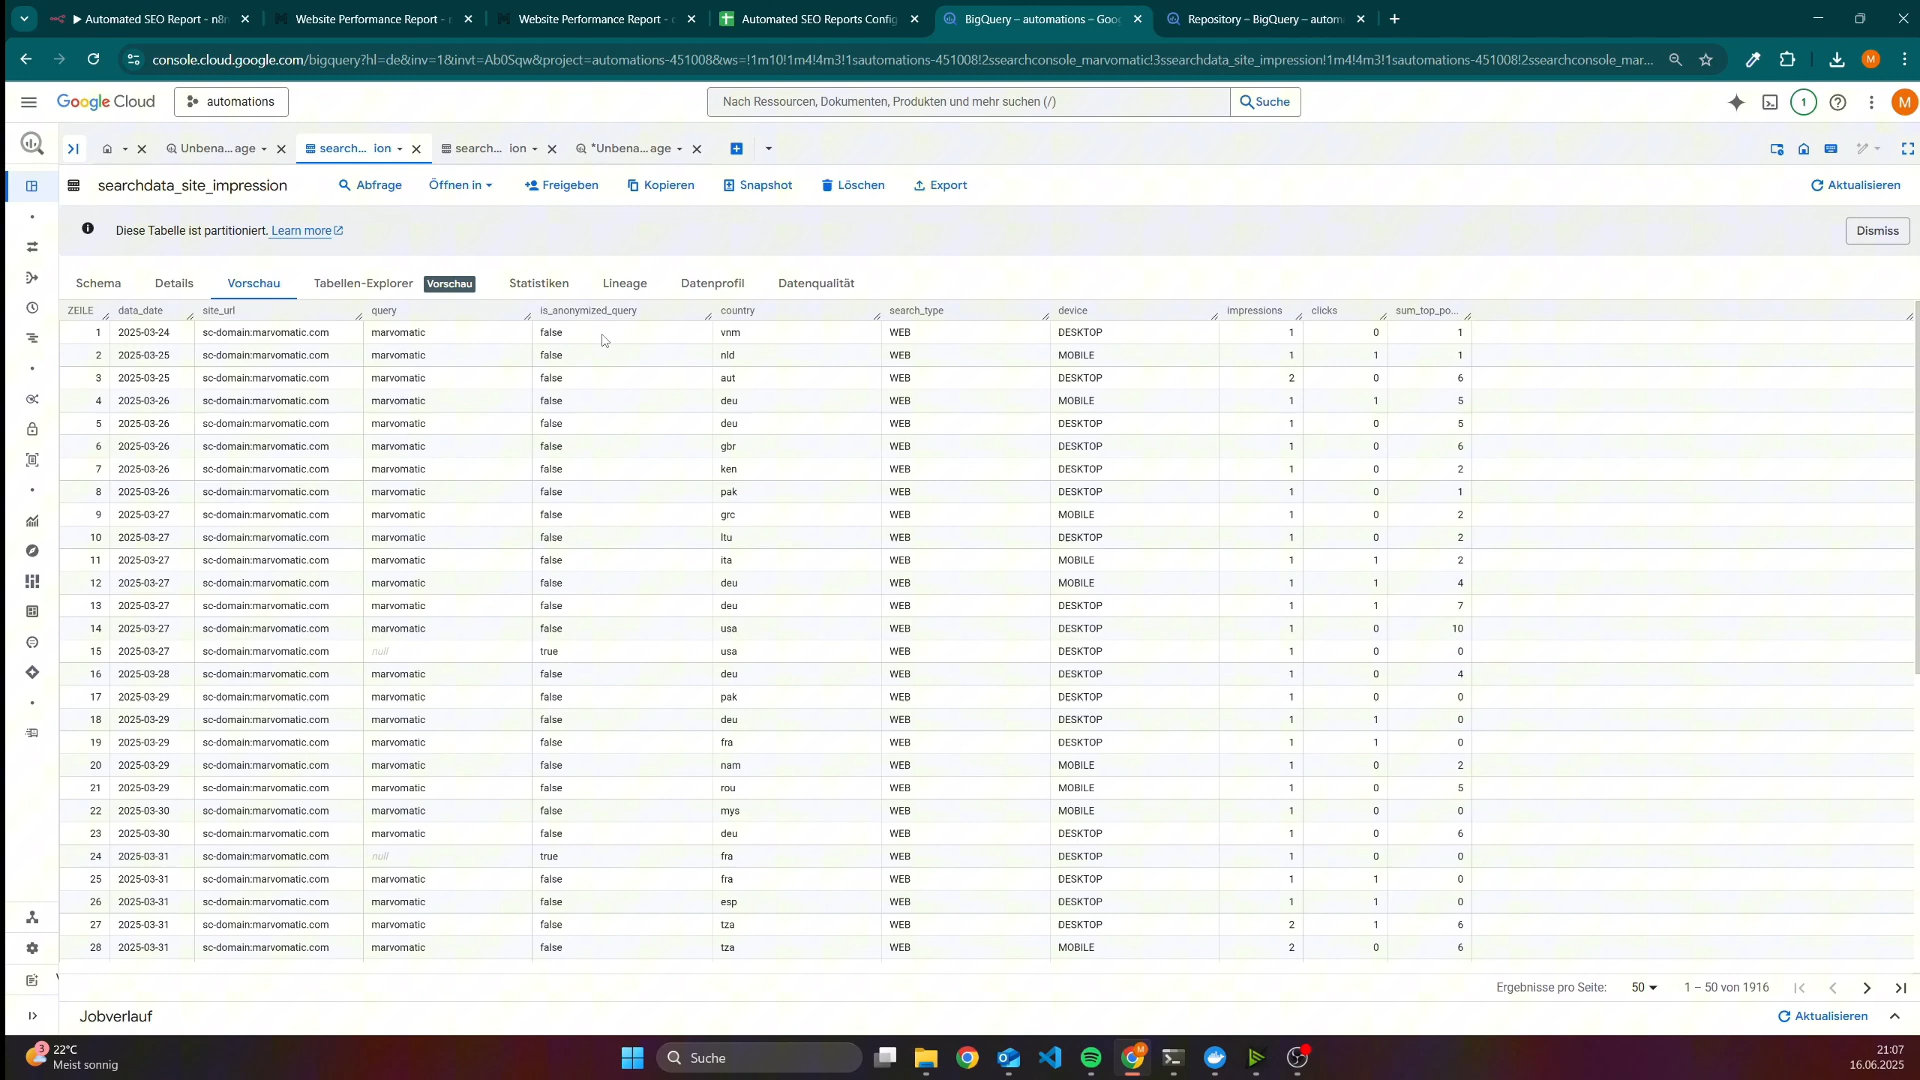 Automated SEO Report - n8n
Website Performance Report -
Website Performance Report -
Automated SEO Reports Config
BigQuery – automations – Goo
Repository – BigQuery – autom
console.cloud.google.com/bigquery?hl=de&inv=1&invt=Ab0Sqw&project=automations-451008&ws=!1m10!1m4!4m3!1sautomations-451008!2ssearchconsole_marvomatic!3ssearchdata_site_impression!1m4!4m3!1sautomations-451008!2ssearchconsole_mar...
M
Google Cloud
automations
Nach Ressourcen, Dokumenten, Produkten und mehr suchen (/)
Suche
1
M
Unbena... age
search... ion
search... ion
*Unbena... age
searchdata_site_impression
Abfrage
Öffnen in
Freigeben
Kopieren
Snapshot
Löschen
Export
Aktualisieren
Diese Tabelle ist partitioniert. Learn more
Dismiss
Schema
Details
Vorschau
Tabellen-Explorer
Vorschau
Statistiken
Lineage
Datenprofil
Datenqualität
ZEILE data_date site_url query is_anonymized_query country search_type device impressions clicks sum_top_po...
1 2025-03-24 sc-domain:marvomatic.com marvomatic false vnm WEB DESKTOP 1 0 1
2 2025-03-25 sc-domain:marvomatic.com marvomatic false nld WEB MOBILE 1 1 1
3 2025-03-25 sc-domain:marvomatic.com marvomatic false aut WEB DESKTOP 2 0 6
4 2025-03-26 sc-domain:marvomatic.com marvomatic false deu WEB MOBILE 1 1 5
5 2025-03-26 sc-domain:marvomatic.com marvomatic false deu WEB DESKTOP 1 0 5
6 2025-03-26 sc-domain:marvomatic.com marvomatic false gbr WEB DESKTOP 1 0 6
7 2025-03-26 sc-domain:marvomatic.com marvomatic false ken WEB DESKTOP 1 0 2
8 2025-03-26 sc-domain:marvomatic.com marvomatic false pak WEB DESKTOP 1 0 1
9 2025-03-27 sc-domain:marvomatic.com marvomatic false grc WEB MOBILE 1 0 2
10 2025-03-27 sc-domain:marvomatic.com marvomatic false ltu WEB DESKTOP 1 0 2
11 2025-03-27 sc-domain:marvomatic.com marvomatic false ita WEB MOBILE 1 1 2
12 2025-03-27 sc-domain:marvomatic.com marvomatic false deu WEB MOBILE 1 1 4
13 2025-03-27 sc-domain:marvomatic.com marvomatic false deu WEB DESKTOP 1 1 7
14 2025-03-27 sc-domain:marvomatic.com marvomatic false usa WEB DESKTOP 1 0 10
15 2025-03-27 sc-domain:marvomatic.com null true usa WEB DESKTOP 1 0 0
16 2025-03-28 sc-domain:marvomatic.com marvomatic false deu WEB DESKTOP 1 0 4
17 2025-03-29 sc-domain:marvomatic.com marvomatic false pak WEB DESKTOP 1 0 0
18 2025-03-29 sc-domain:marvomatic.com marvomatic false deu WEB DESKTOP 1 1 0
19 2025-03-29 sc-domain:marvomatic.com marvomatic false fra WEB DESKTOP 1 1 0
20 2025-03-29 sc-domain:marvomatic.com marvomatic false nam WEB MOBILE 1 0 2
21 2025-03-29 sc-domain:marvomatic.com marvomatic false rou WEB MOBILE 1 0 5
22 2025-03-30 sc-domain:marvomatic.com marvomatic false mys WEB MOBILE 1 0 0
23 2025-03-30 sc-domain:marvomatic.com marvomatic false deu WEB DESKTOP 1 0 6
24 2025-03-31 sc-domain:marvomatic.com null true fra WEB DESKTOP 1 0 0
25 2025-03-31 sc-domain:marvomatic.com marvomatic false fra WEB DESKTOP 1 1 0
26 2025-03-31 sc-domain:marvomatic.com marvomatic false esp WEB DESKTOP 1 1 0
27 2025-03-31 sc-domain:marvomatic.com marvomatic false tza WEB DESKTOP 2 1 6
28 2025-03-31 sc-domain:marvomatic.com marvomatic false tza WEB MOBILE 2 0 6
Ergebnisse pro Seite: 50 1 – 50 von 1916
Jobverlauf
Aktualisieren
3
22°C
Meist sonnig
Suche
M
21:07
16.06.2025